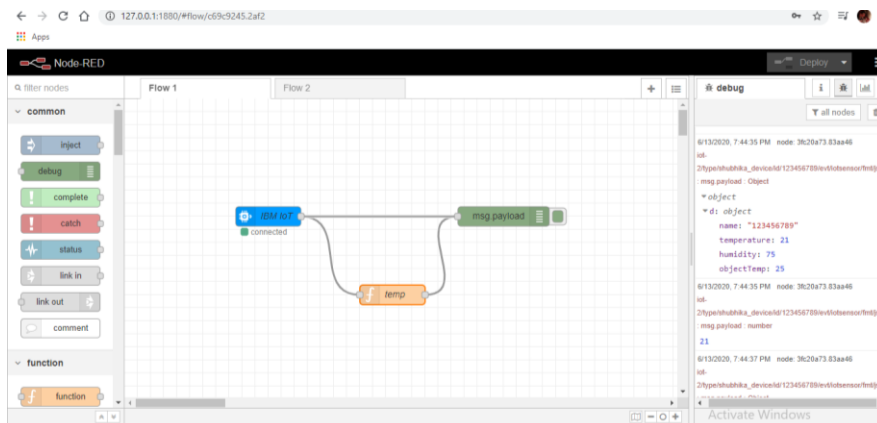 127.0.0.1:1880/#flow/c69c9245.2af2
Apps
Node-RED
Deploy
filter nodes
Flow 1
Flow 2
debug
i
all nodes
common
inject
debug
complete
catch
status
link in
link out
comment
function
function
IBM IoT
connected
msg.payload
temp
6/13/2020, 7:44:35 PM node: 3fc20a73.83aa46
iot-
2/type/shubhika_device/id/123456789/evt/iotsensor/fmt/j
: msg.payload : Object
object
d: object
name: "123456789"
temperature: 21
humidity: 75
objectTemp: 25
6/13/2020, 7:44:35 PM node: 3fc20a73.83aa46
iot-
2/type/shubhika_device/id/123456789/evt/iotsensor/fmt/j
: msg.payload : number
21
6/13/2020, 7:44:37 PM node: 3fc20a73.83aa46
iot-
2/type/shubhika_device/id/123456789/evt/iotsensor/fmt/j
Activate Windows